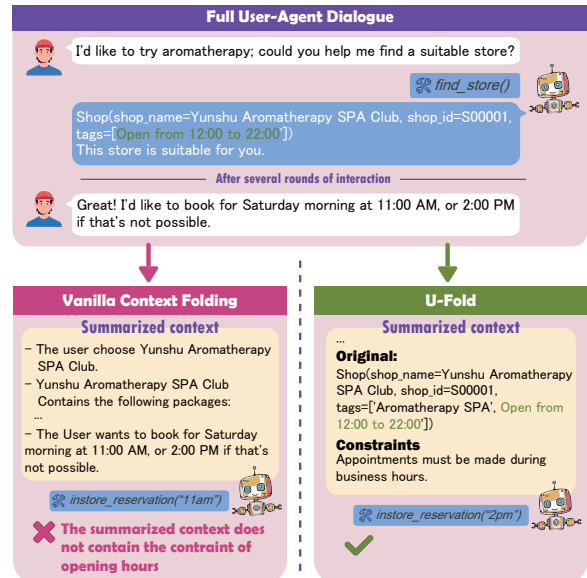 Full User-Agent Dialogue
I'd like to try aromatherapy; could you help me find a suitable store?
find_store()
Shop(shop_name=Yunshu Aromatherapy SPA Club, shop_id=S00001,
tags=[Open from 12:00 to 22:00'])
This store is suitable for you.
After several rounds of interaction
Great! I'd like to book for Saturday morning at 11:00 AM, or 2:00 PM
if that's not possible.
Vanilla Context Folding
Summarized context
- The user choose Yunshu Aromatherapy
SPA Club.
- Yunshu Aromatherapy SPA Club
Contains the following packages:
...
- The User wants to book for Saturday
morning at 11:00 AM, or 2:00 PM if that's
not possible.
instore_reservation("11am")
The summarized context does
not contain the contraint of
opening hours
U-Fold
Summarized context
...
Original:
Shop(shop_name=Yunshu Aromatherapy
SPA Club, shop_id=S00001,
tags=['Aromatherapy SPA', Open from
12:00 to 22:00'])
Constraints
Appointments must be made during
business hours.
instore_reservation("2pm")